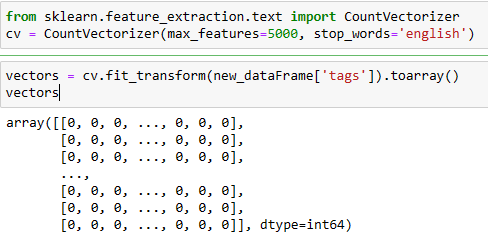 from sklearn.feature_extraction.text import CountVectorizer
cv = CountVectorizer(max_features=5000, stop_words='english')
vectors = cv.fit_transform(new_dataFrame['tags']).toarray()
vectors
array([[0, 0, 0, ..., 0, 0, 0],
       [0, 0, 0, ..., 0, 0, 0],
       [0, 0, 0, ..., 0, 0, 0],
       ...,
       [0, 0, 0, ..., 0, 0, 0],
       [0, 0, 0, ..., 0, 0, 0],
       [0, 0, 0, ..., 0, 0, 0]], dtype=int64)